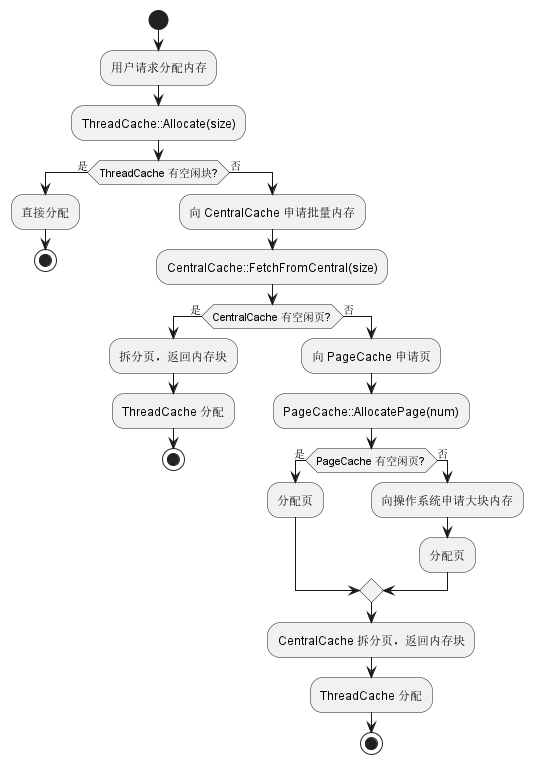 用户请求分配内存
ThreadCache::Allocate(size)
是
ThreadCache 有空闲块?
否
直接分配
向 CentralCache 申请批量内存
CentralCache::FetchFromCentral(size)
是
CentralCache 有空闲页?
否
拆分页，返回内存块
向 PageCache 申请页
ThreadCache 分配
PageCache::AllocatePage(num)
是
PageCache 有空闲页?
否
分配页
向操作系统申请大块内存
分配页
CentralCache 拆分页，返回内存块
ThreadCache 分配